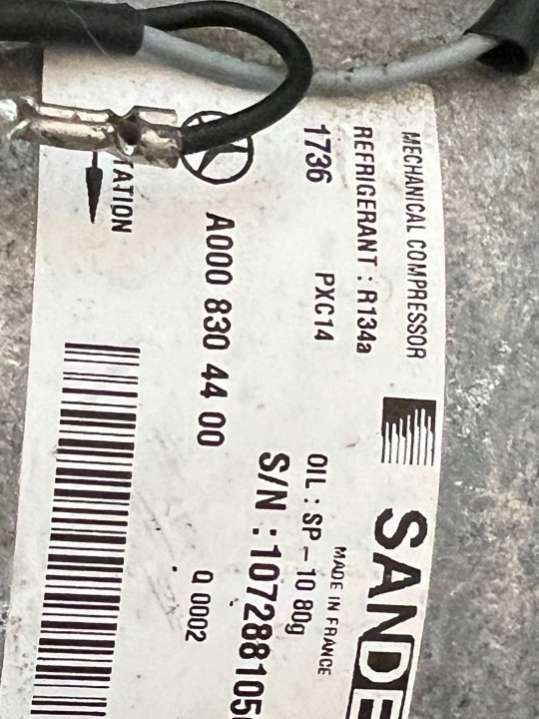 MECHANICAL COMPRESSOR
SANDE
REFRIGERANT : R134a
MADE IN FRANCE
1736 PXC14 OIL : SP - 10 80g
S/N : 107288105
A000 830 44 00
Q 0002
TATION